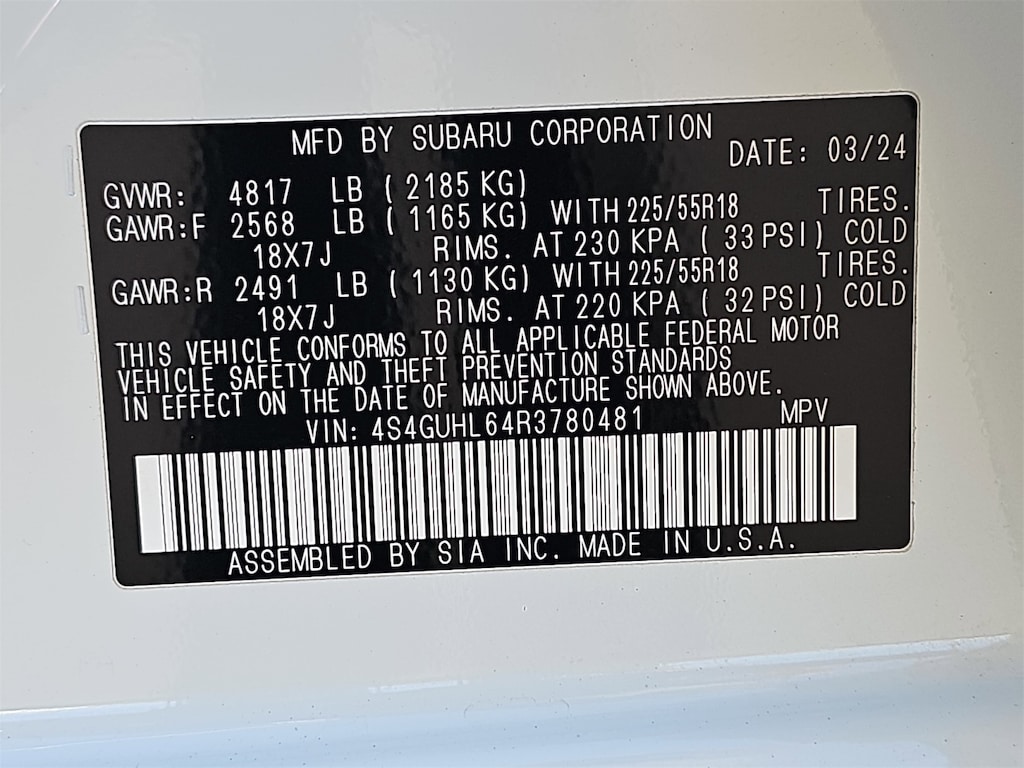 MFD BY SUBARU CORPORATION
DATE: 03/24
GVWR: 4817 LB ( 2185 KG)
GAWR:F 2568 LB ( 1165 KG) WITH 225/55R18 TIRES.
18X7J RIMS. AT 230 KPA ( 33 PSI) COLD
GAWR:R 2491 LB ( 1130 KG) WITH 225/55R18 TIRES.
18X7J RIMS. AT 220 KPA ( 32 PSI) COLD
THIS VEHICLE CONFORMS TO ALL APPLICABLE FEDERAL MOTOR
VEHICLE SAFETY AND THEFT PREVENTION STANDARDS
IN EFFECT ON THE DATE OF MANUFACTURE SHOWN ABOVE.
VIN: 4S4GUHL64R3780481 MPV
ASSEMBLED BY SIA INC. MADE IN U.S.A.